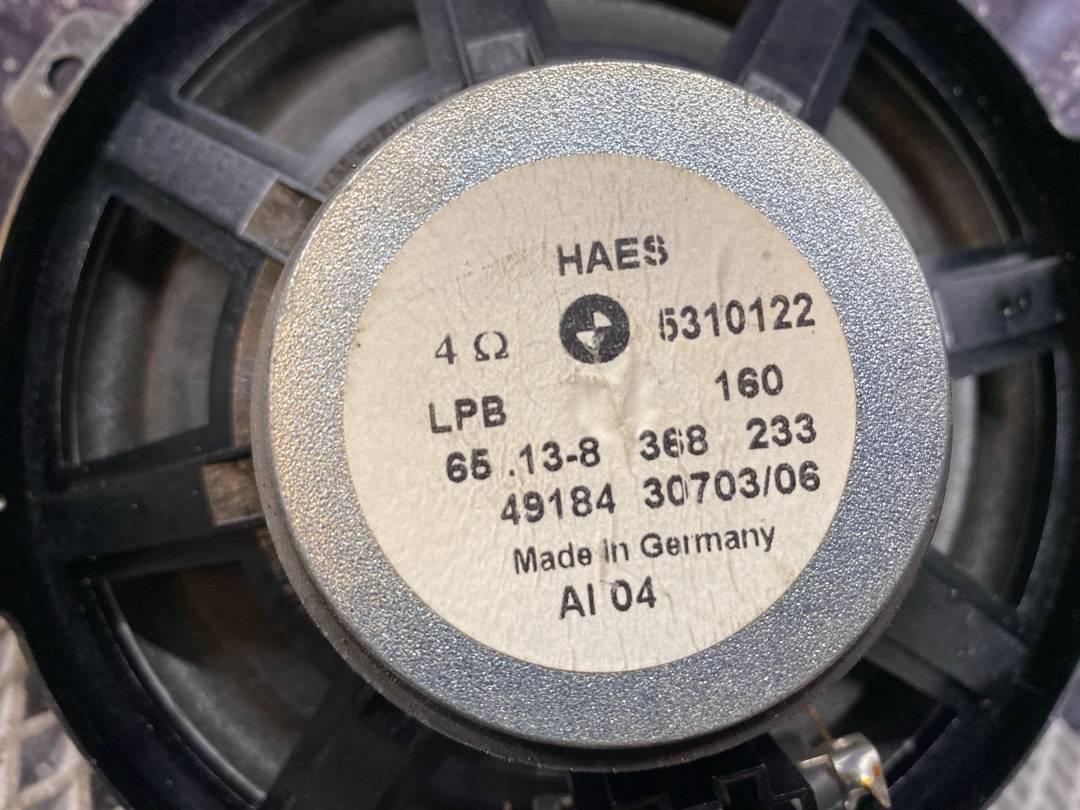 HAES
4 Ω 5310122
LPB 160
65 .13-8 368 233
49184 30703/06
Made in Germany
AI 04